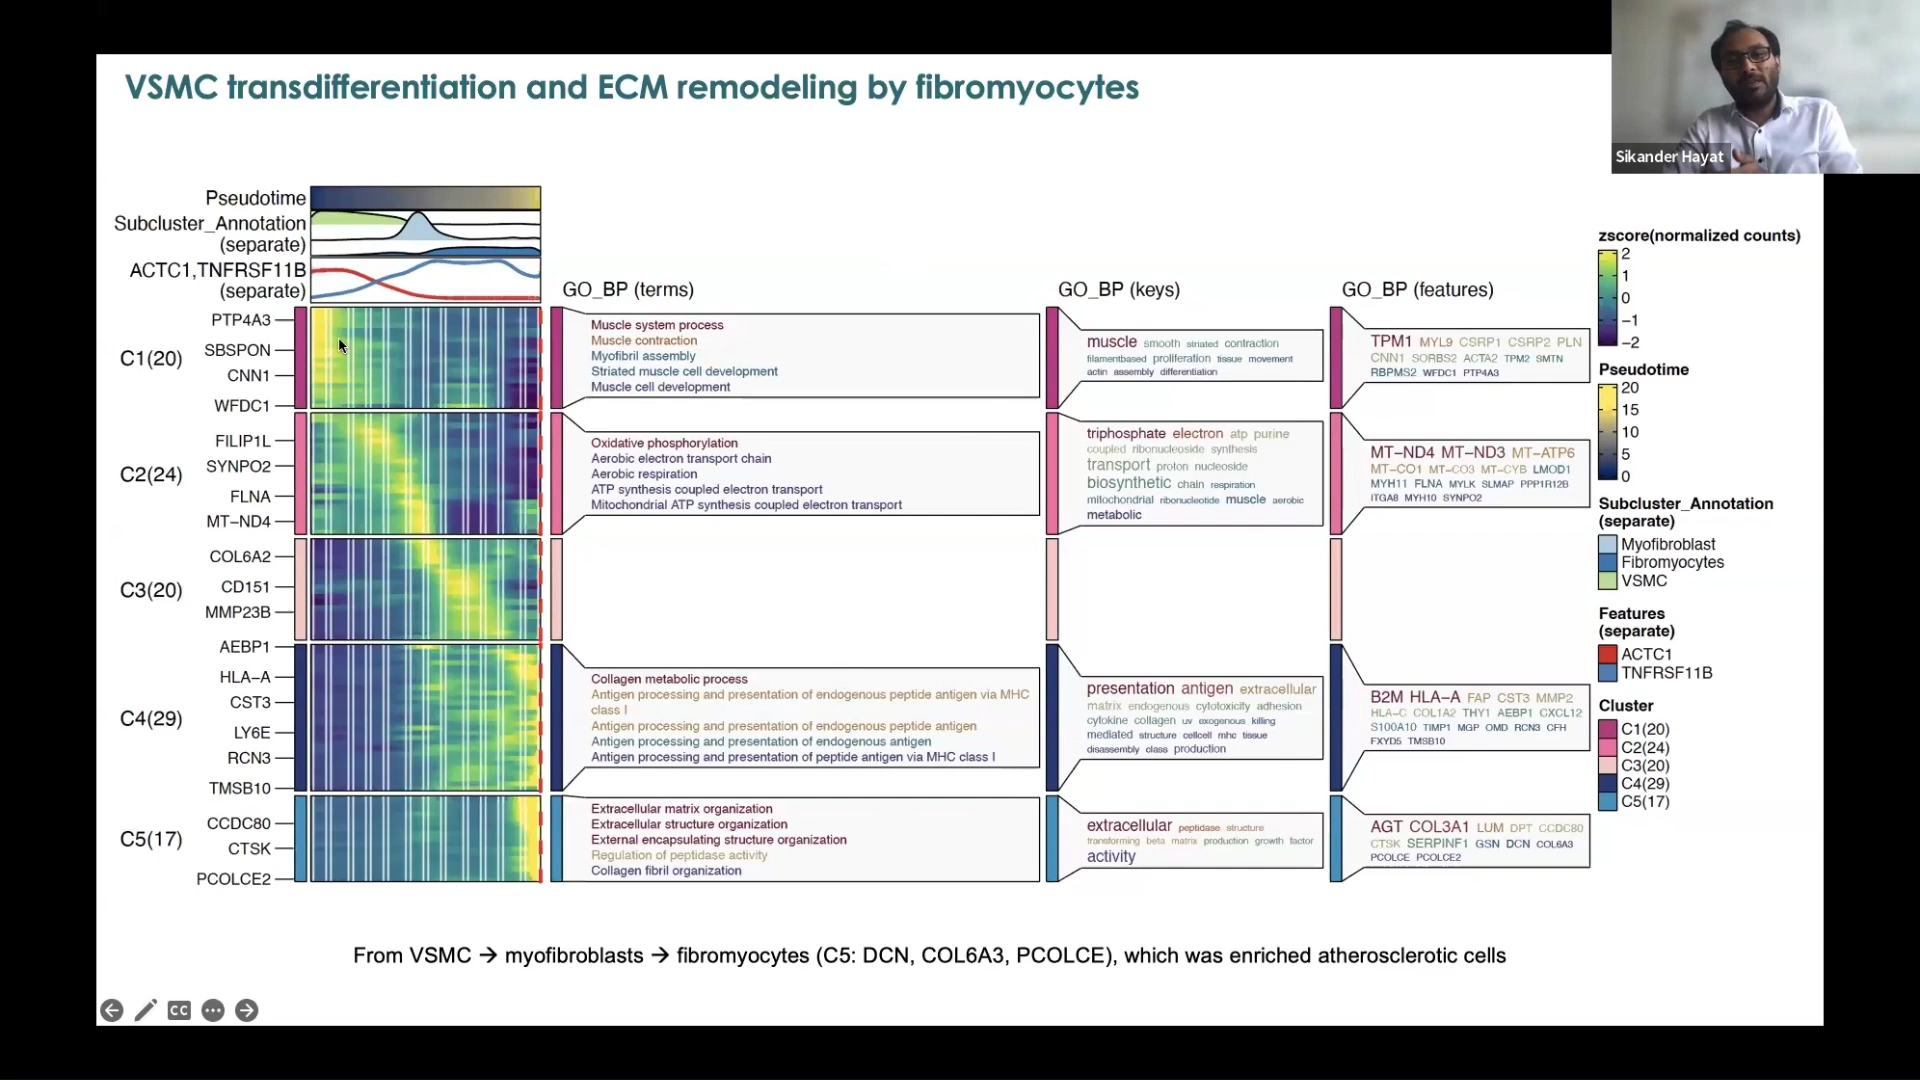 VSMC transdifferentiation and ECM remodeling by fibromyocytes
Sikander Hayat
Pseudotime
Subcluster_Annotation
(separate)
ACTC1,TNFRSF11B
(separate)
GO_BP (terms)
GO_BP (keys)
GO_BP (features)
C1(20)
PTP4A3
SBSPON
CNN1
WFDC1
Muscle system process
Muscle contraction
Myofibril assembly
Striated muscle cell development
Muscle cell development
muscle smooth striated contraction
filamentbased proliferation tissue movement
actin assembly differentiation
TPM1 MYL9 CSRP1 CSRP2 PLN
CNN1 SORBS2 ACTA2 TPM2 SMTN
RBPMS2 WFDC1 PTP4A3
C2(24)
FILIP1L
SYNPO2
FLNA
MT-ND4
Oxidative phosphorylation
Aerobic electron transport chain
Aerobic respiration
ATP synthesis coupled electron transport
Mitochondrial ATP synthesis coupled electron transport
triphosphate electron atp purine
coupled ribonucleoside synthesis
transport proton nucleoside
biosynthetic chain respiration
mitochondrial ribonucleotide muscle aerobic
metabolic
MT-ND4 MT-ND3 MT-ATP6
MT-CO1 MT-CO3 MT-CYB LMOD1
MYH11 FLNA MYLK SLMAP PPP1R12B
ITGA8 MYH10 SYNPO2
C3(20)
COL6A2
CD151
MMP23B
C4(29)
AEBP1
HLA-A
CST3
LY6E
RCN3
TMSB10
Collagen metabolic process
Antigen processing and presentation of endogenous peptide antigen via MHC
class I
Antigen processing and presentation of endogenous peptide antigen
Antigen processing and presentation of endogenous antigen
Antigen processing and presentation of peptide antigen via MHC class I
presentation antigen extracellular
matrix endogenous cytotoxicity adhesion
cytokine collagen uv exogenous killing
mediated structure cellcell mhc tissue
disassembly class production
B2M HLA-A FAP CST3 MMP2
HLA-C COL1A2 THY1 AEBP1 CXCL12
S100A10 TIMP1 MGP OMD RCN3 CFH
FXYD5 TMSB10
C5(17)
CCDC80
CTSK
PCOLCE2
Extracellular matrix organization
Extracellular structure organization
External encapsulating structure organization
Regulation of peptidase activity
Collagen fibril organization
extracellular peptidase structure
transforming beta matrix production growth factor
activity
AGT COL3A1 LUM DPT CCDC80
CTSK SERPINF1 GSN DCN COL6A3
PCOLCE PCOLCE2
zscore(normalized counts)
2
1
0
-1
-2
Pseudotime
20
15
10
5
0
Subcluster_Annotation
(separate)
Myofibroblast
Fibromyocytes
VSMC
Features
(separate)
ACTC1
TNFRSF11B
Cluster
C1(20)
C2(24)
C3(20)
C4(29)
C5(17)
From VSMC → myofibroblasts → fibromyocytes (C5: DCN, COL6A3, PCOLCE), which was enriched atherosclerotic cells
CC